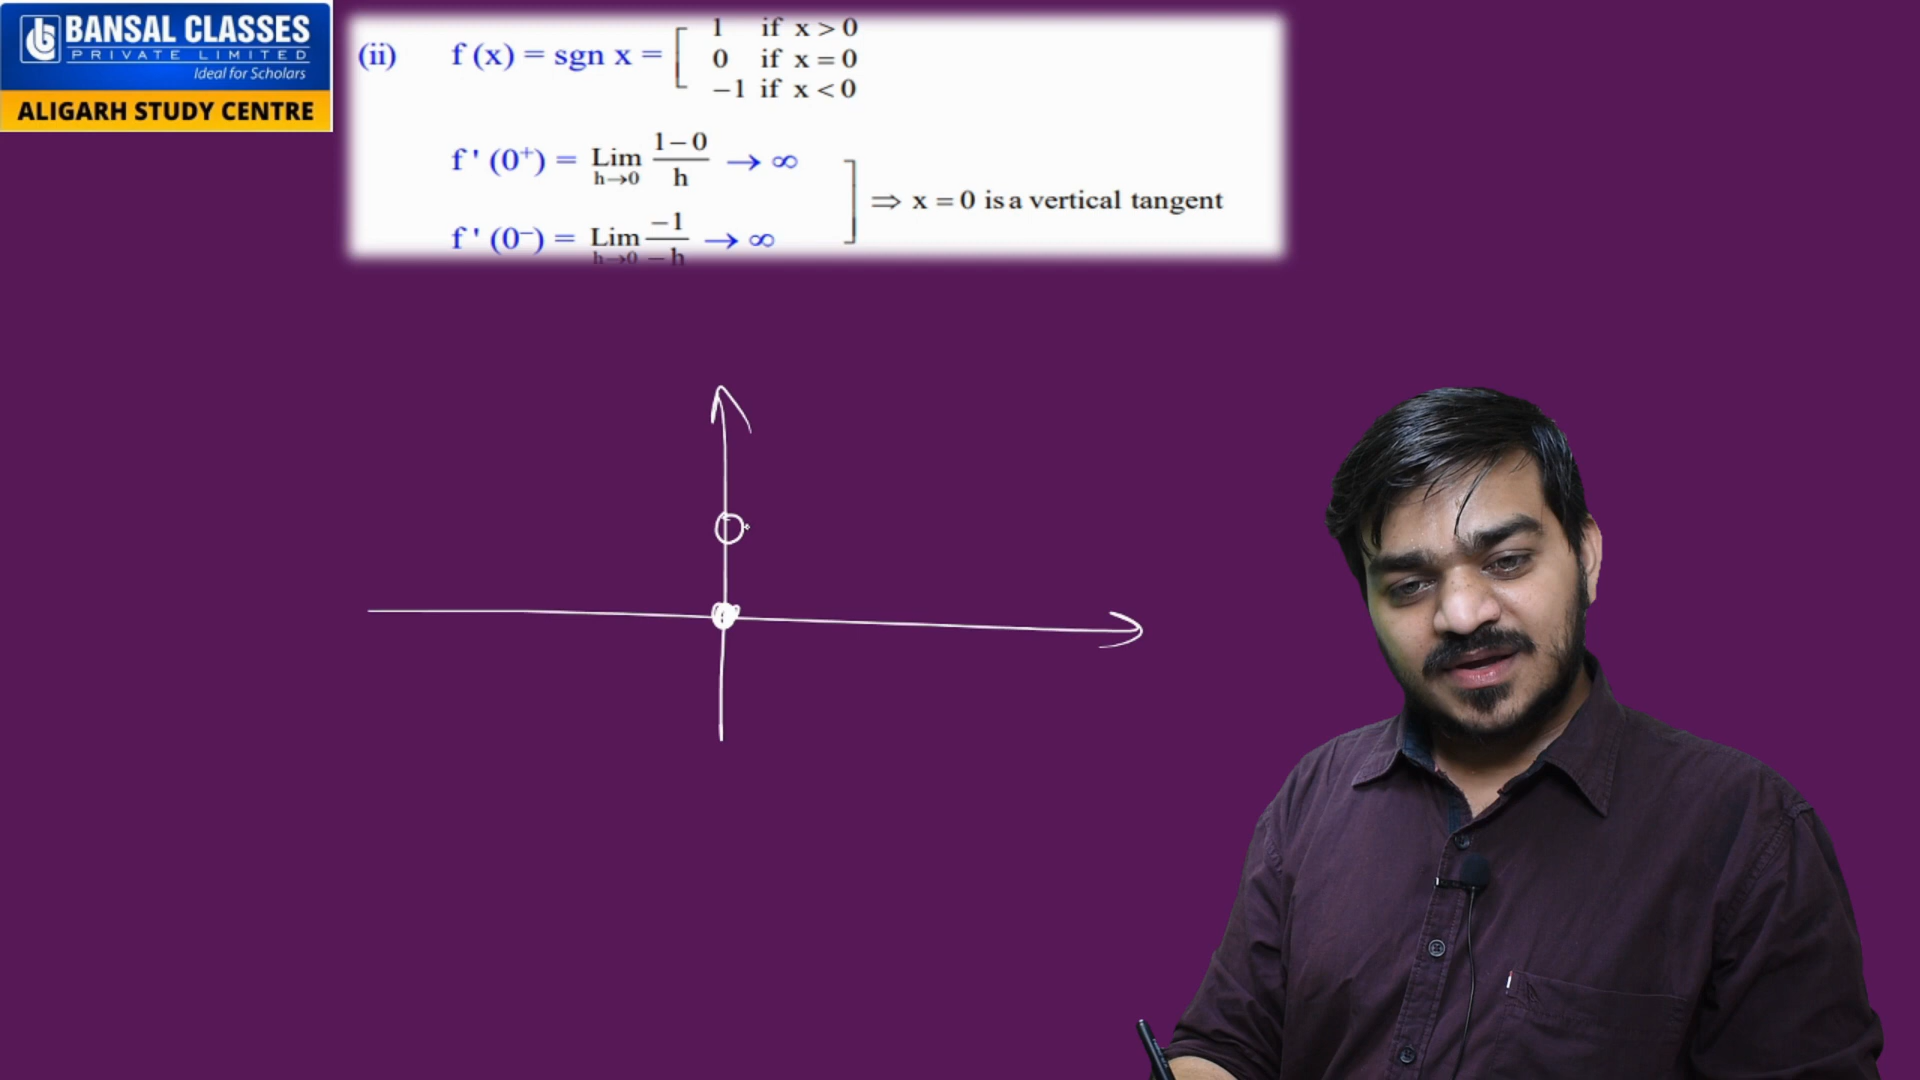 BANSAL CLASSES
PRIVATE LIMITED
Ideal for Scholars
ALIGARH STUDY CENTRE
(ii) f (x) = sgn x = [ 1 if x > 0
0 if x = 0
−1 if x < 0
f ' (0⁺) = Lim h→0 1−0 / h → ∞
] ⇒ x = 0 is a vertical tangent
f ' (0⁻) = Lim h→0 −1 / −h → ∞